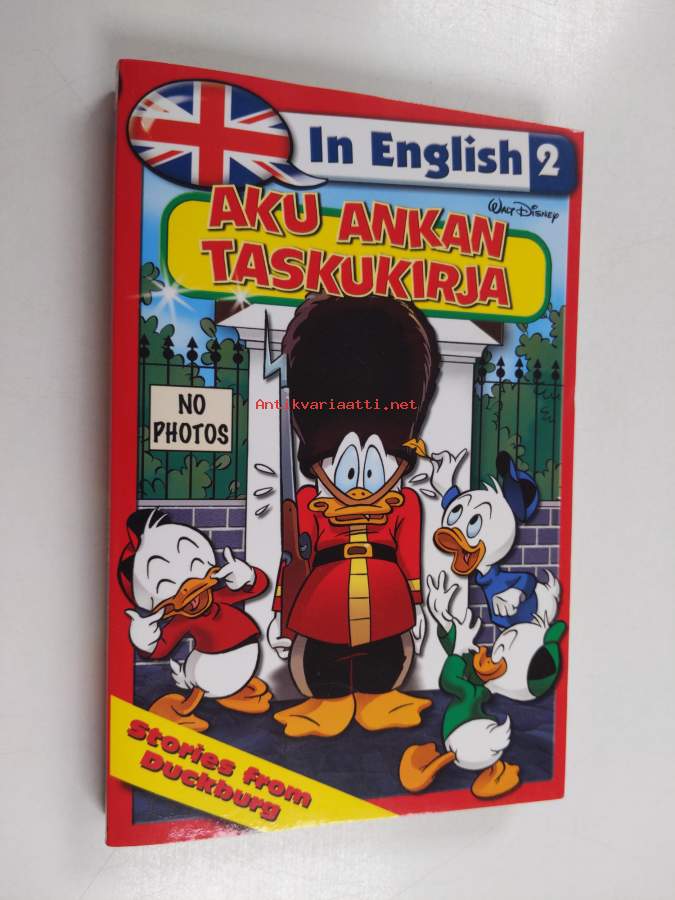 In English 2
WALT DISNEY
AKU ANKAN
TASKUKIRJA
Antikvariaatti.net
NO
PHOTOS
Stories from
Duckburg